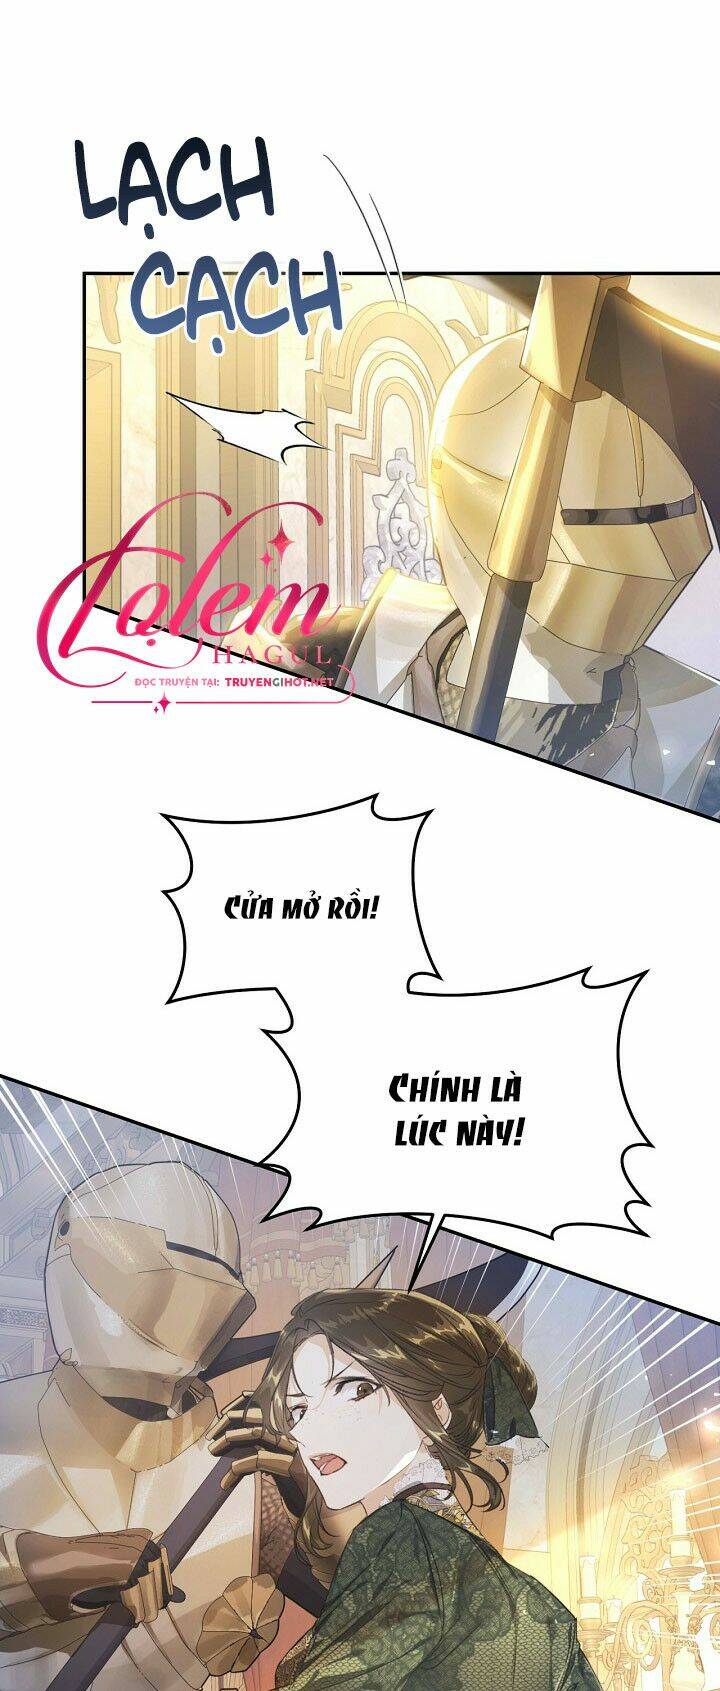 LẠCH
CẠCH
Lọlem
HAGUL
ĐỌC TRUYỆN TẠI: TRUYENGIHOT.NET
CỬA MỞ RỒI!
CHÍNH LÀ
LÚC NÀY!